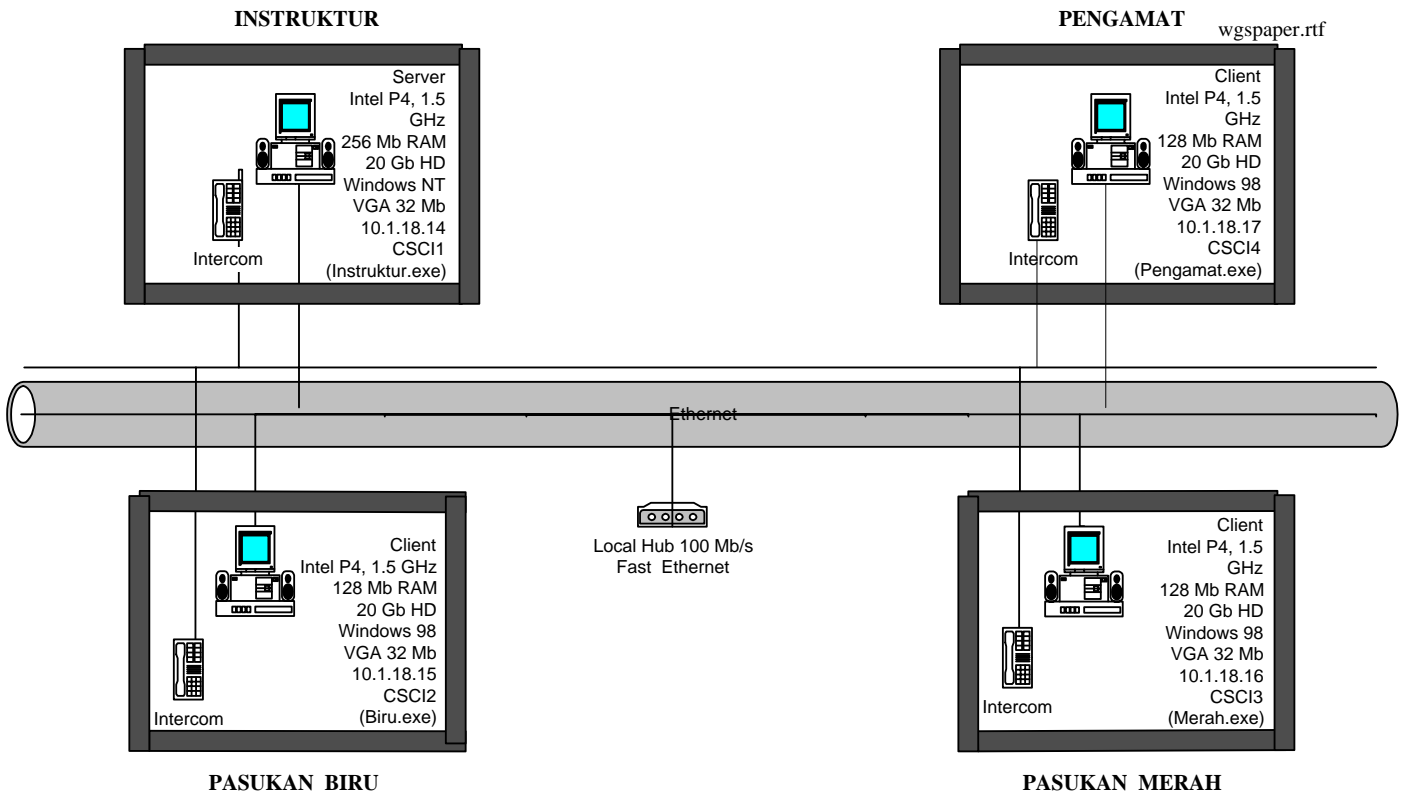 INSTRUKTUR
PENGAMAT
wgspaper.rtf
Server
Intel P4, 1.5
GHz
256 Mb RAM
20 Gb HD
Windows NT
VGA 32 Mb
10.1.18.14
CSCI1
(Instruktur.exe)
Intercom
Client
Intel P4, 1.5
GHz
128 Mb RAM
20 Gb HD
Windows 98
VGA 32 Mb
10.1.18.17
CSCI4
(Pengamat.exe)
Intercom
Ethernet
Local Hub 100 Mb/s
Fast Ethernet
Client
Intel P4, 1.5 GHz
128 Mb RAM
20 Gb HD
Windows 98
VGA 32 Mb
10.1.18.15
CSCI2
(Biru.exe)
Intercom
Client
Intel P4, 1.5
GHz
128 Mb RAM
20 Gb HD
Windows 98
VGA 32 Mb
10.1.18.16
CSCI3
(Merah.exe)
Intercom
PASUKAN BIRU
PASUKAN MERAH